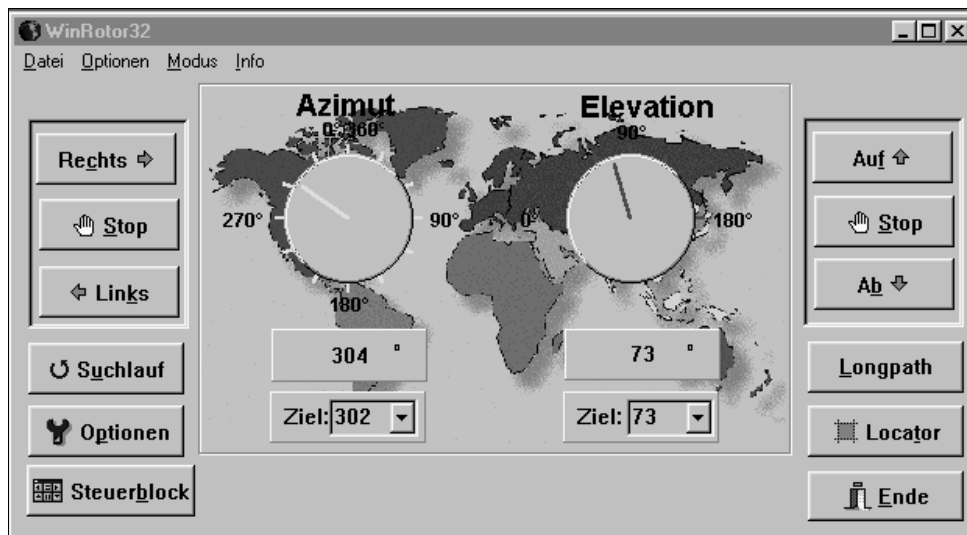 WinRotor32
Datei Optionen Modus Info
Azimut
0° 360°
270°
90°
180°
304 °
Ziel: 302
Elevation
90°
0°
180°
73 °
Ziel: 73
Rechts
Stop
Links
Suchlauf
Optionen
Steuerblock
Auf
Stop
Ab
Longpath
Locator
Ende